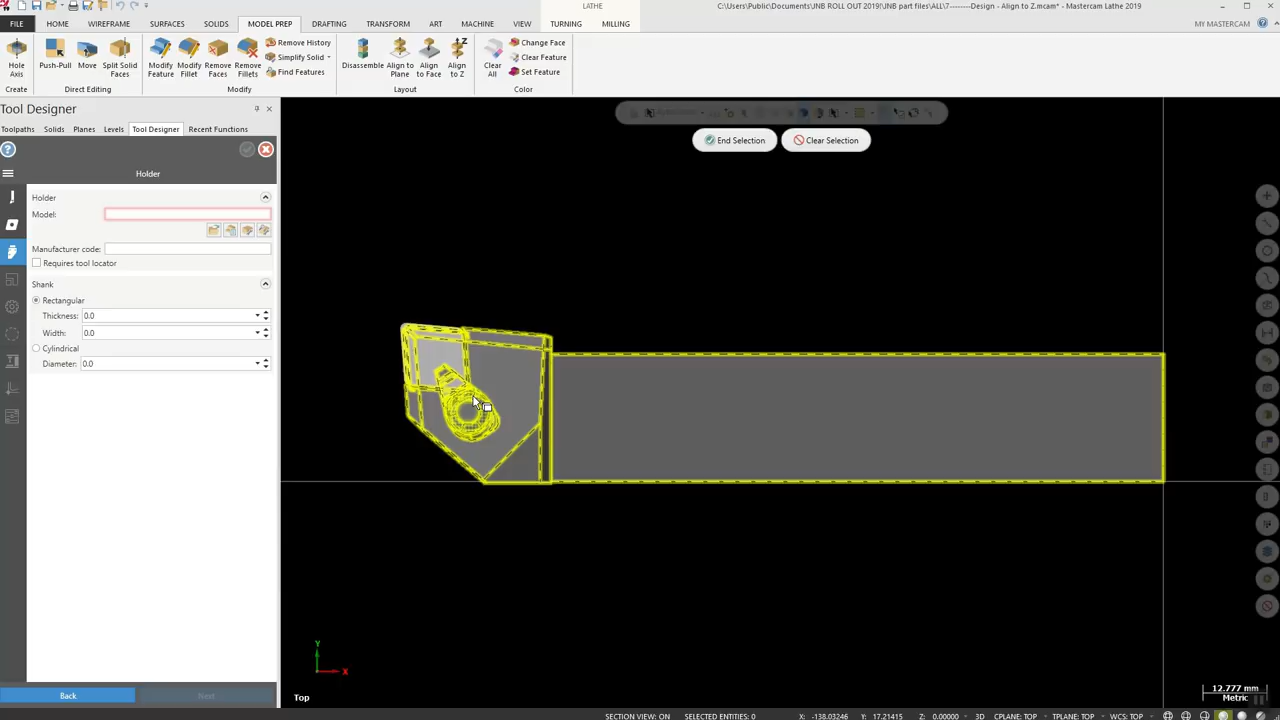 LATHE
C:\Users\Public\Documents\UNB ROLL OUT 2019\UNB part files\ALL\7--------Design - Align to Z.mcam* - Mastercam Lathe 2019
FILE HOME WIREFRAME SURFACES SOLIDS MODEL PREP DRAFTING TRANSFORM ART MACHINE VIEW TURNING MILLING MY MASTERCAM
Hole Axis Push-Pull Move Split Solid Faces Modify Feature Modify Fillet Remove Faces Remove Fillets Remove History Simplify Solid Find Features Disassemble Align to Plane Align to Face Align to Z Clear All Change Face Clear Feature Set Feature
Create Direct Editing Modify Layout Color
Tool Designer
Toolpaths Solids Planes Levels Tool Designer Recent Functions
End Selection Clear Selection
Holder
Holder
Model:
Manufacturer code:
Requires tool locator
Shank
Rectangular
Thickness: 0.0
Width: 0.0
Cylindrical
Diameter: 0.0
Y
X
Top
12.777 mm
Metric
Back Next
SECTION VIEW: ON SELECTED ENTITIES: 0 X: -138.03246 Y: 17.21415 Z: 0.00000 3D CPLANE: TOP TPLANE: TOP WCS: TOP